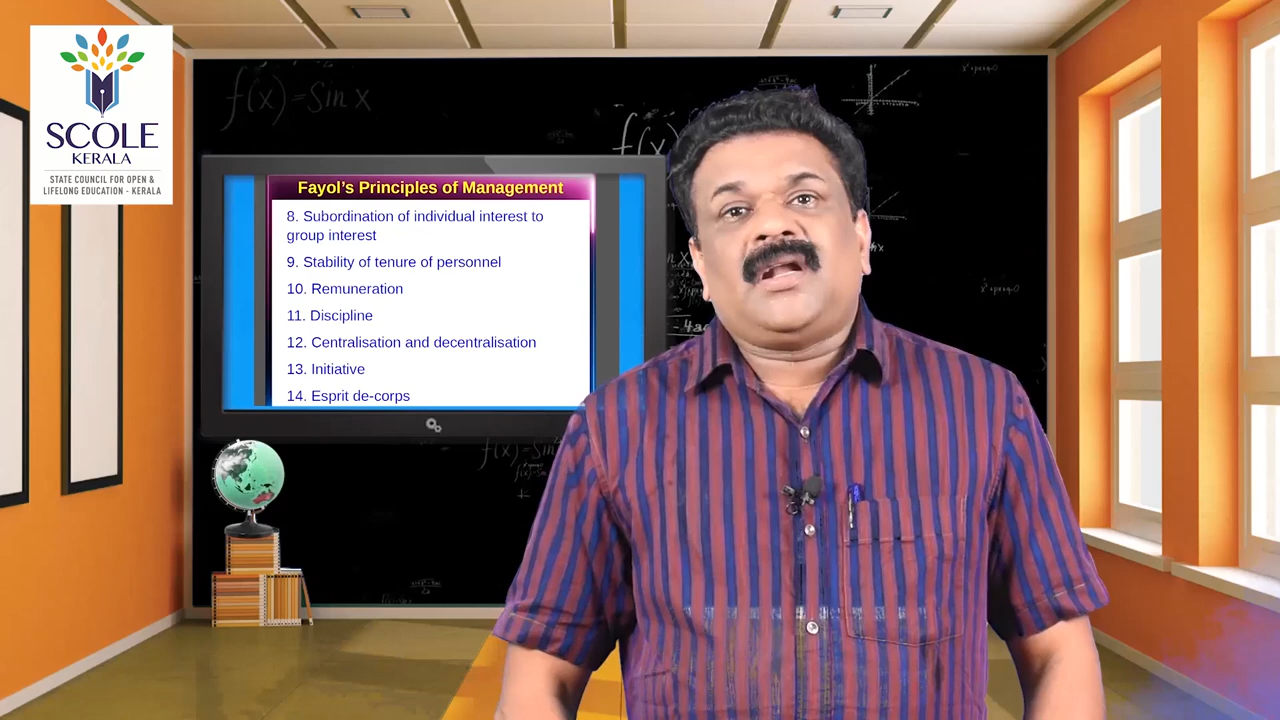 SCOLE
KERALA
STATE COUNCIL FOR OPEN &
LIFELONG EDUCATION - KERALA
f(x)=Sin x
f(x)
Fayol's Principles of Management
8. Subordination of individual interest to
group interest
9. Stability of tenure of personnel
10. Remuneration
11. Discipline
12. Centralisation and decentralisation
13. Initiative
14. Esprit de-corps